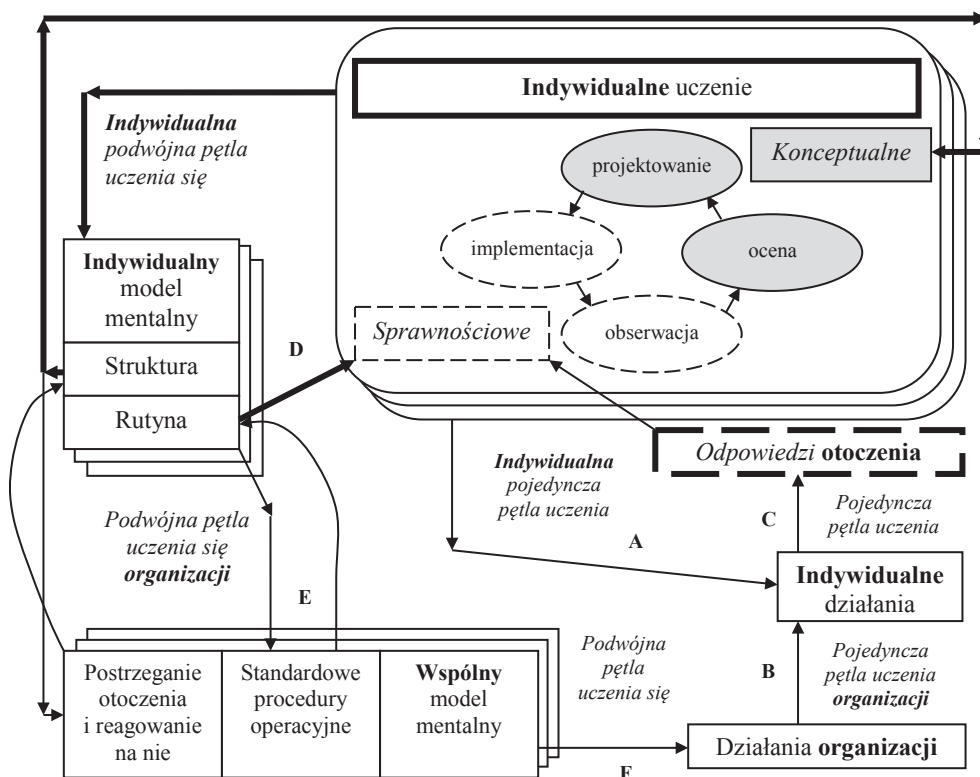 Indywidualne uczenie
Indywidualna
podwójna pętla
uczenia się
projektowanie
Konceptualne
implementacja
ocena
Sprawnościowe
obserwacja
Indywidualny
model
mentalny
Struktura
Rutyna
D
Odpowiedzi otoczenia
Indywidualna
pojedyncza
pętla uczenia
A
C
Pojedyncza
pętla uczenia
Podwójna pętla
uczenia się
organizacji
E
Indywidualne
działania
Podwójna
pętla
uczenia się
B
Pojedyncza
pętla uczenia
organizacji
Postrzeganie
otoczenia
i reagowanie
na nie
Standardowe
procedury
operacyjne
Wspólny
model
mentalny
F
Działania organizacji